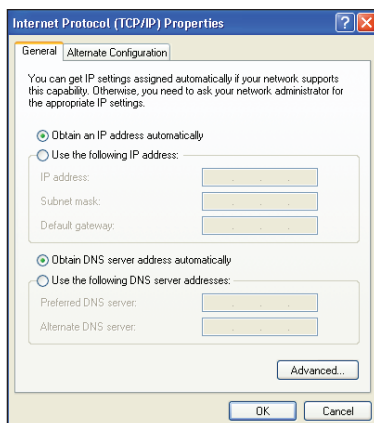 Internet Protocol (TCP/IP) Properties
General
Alternate Configuration
You can get IP settings assigned automatically if your network supports
this capability. Otherwise, you need to ask your network administrator for
the appropriate IP settings.
Obtain an IP address automatically
Use the following IP address:
IP address:
Subnet mask:
Default gateway:
Obtain DNS server address automatically
Use the following DNS server addresses:
Preferred DNS server:
Alternate DNS server:
Advanced...
OK
Cancel